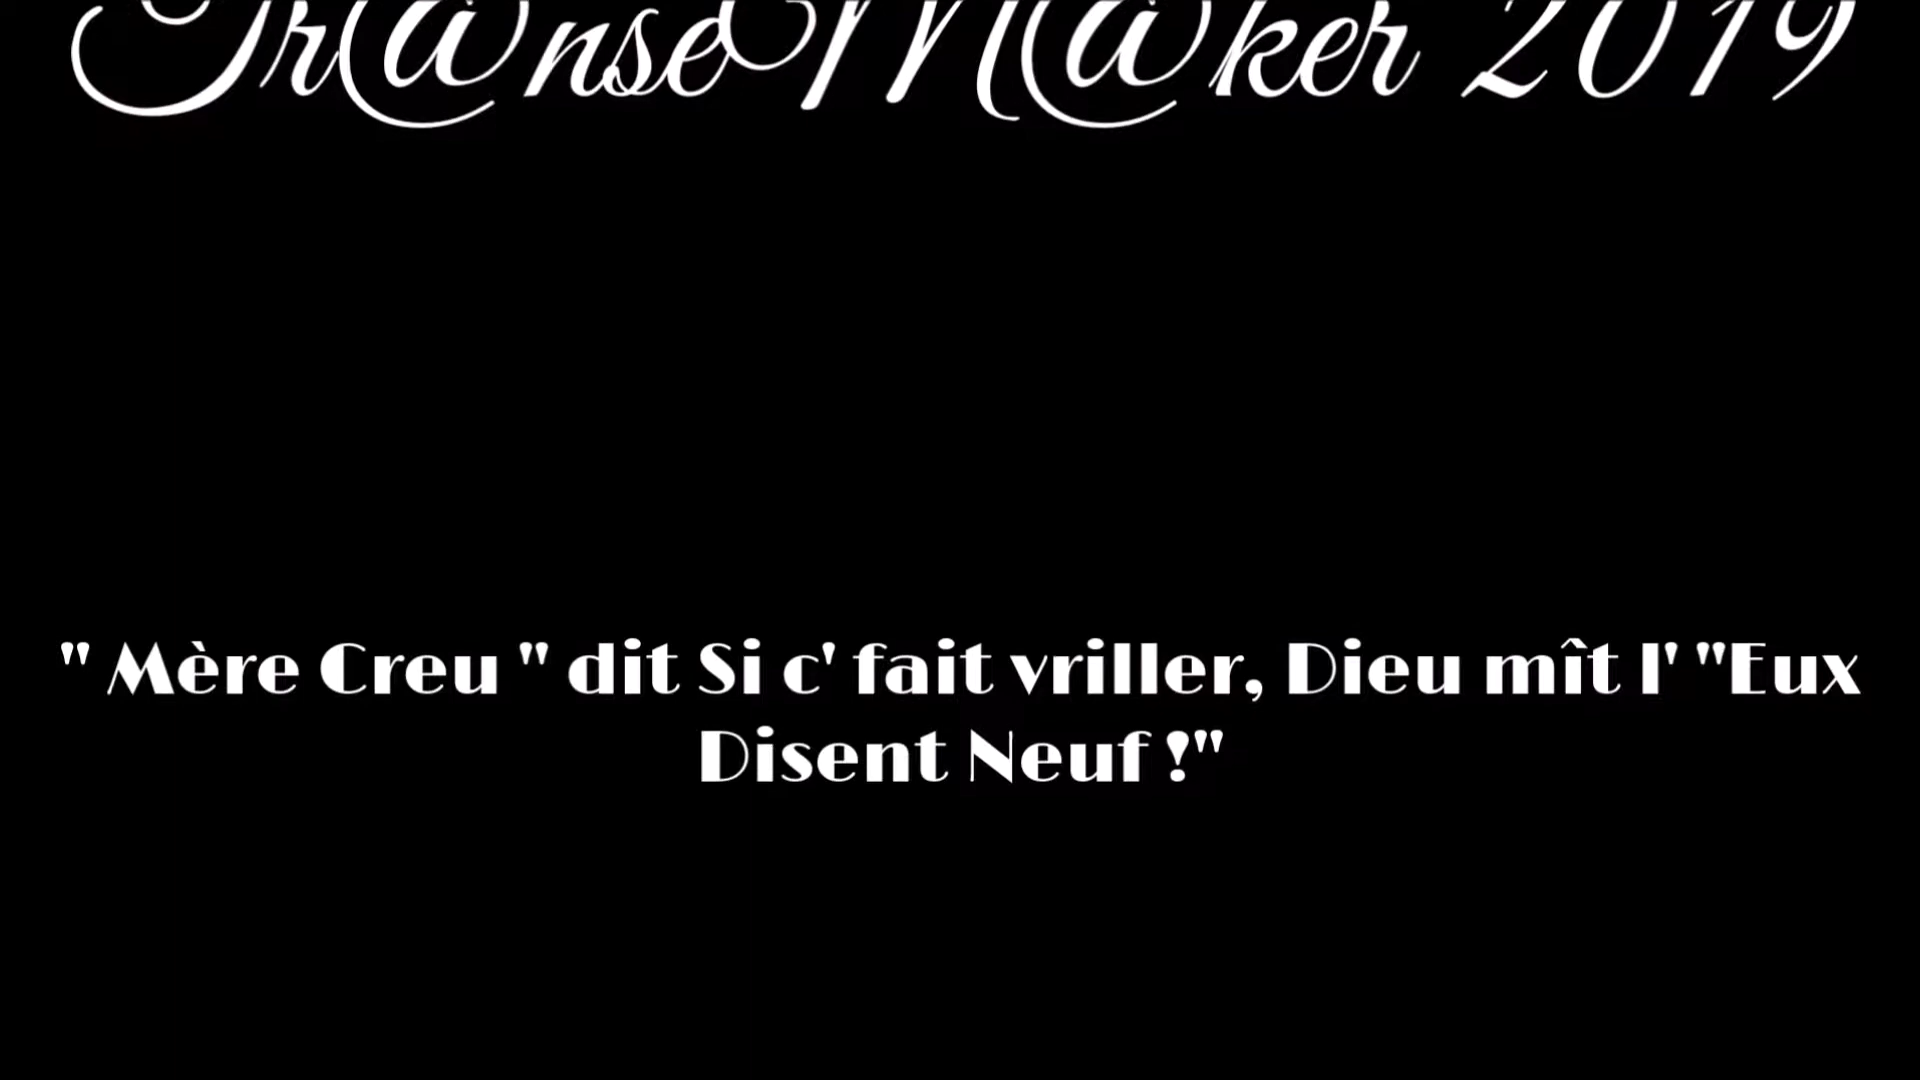 Tr@nseM@ker 2019
" Mère Creu " dit Si c' fait vriller, Dieu mît l' "Eux
Disent Neuf !"